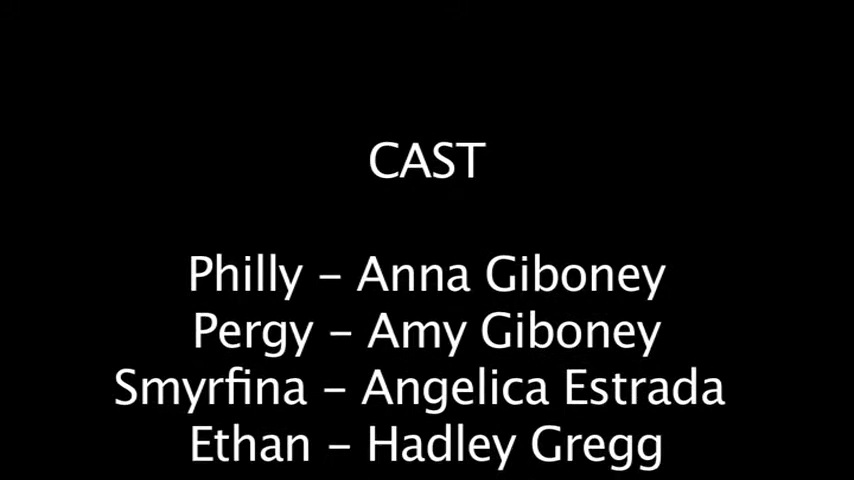 CAST
Philly – Anna Giboney
Pergy – Amy Giboney
Smyrfina – Angelica Estrada
Ethan – Hadley Gregg